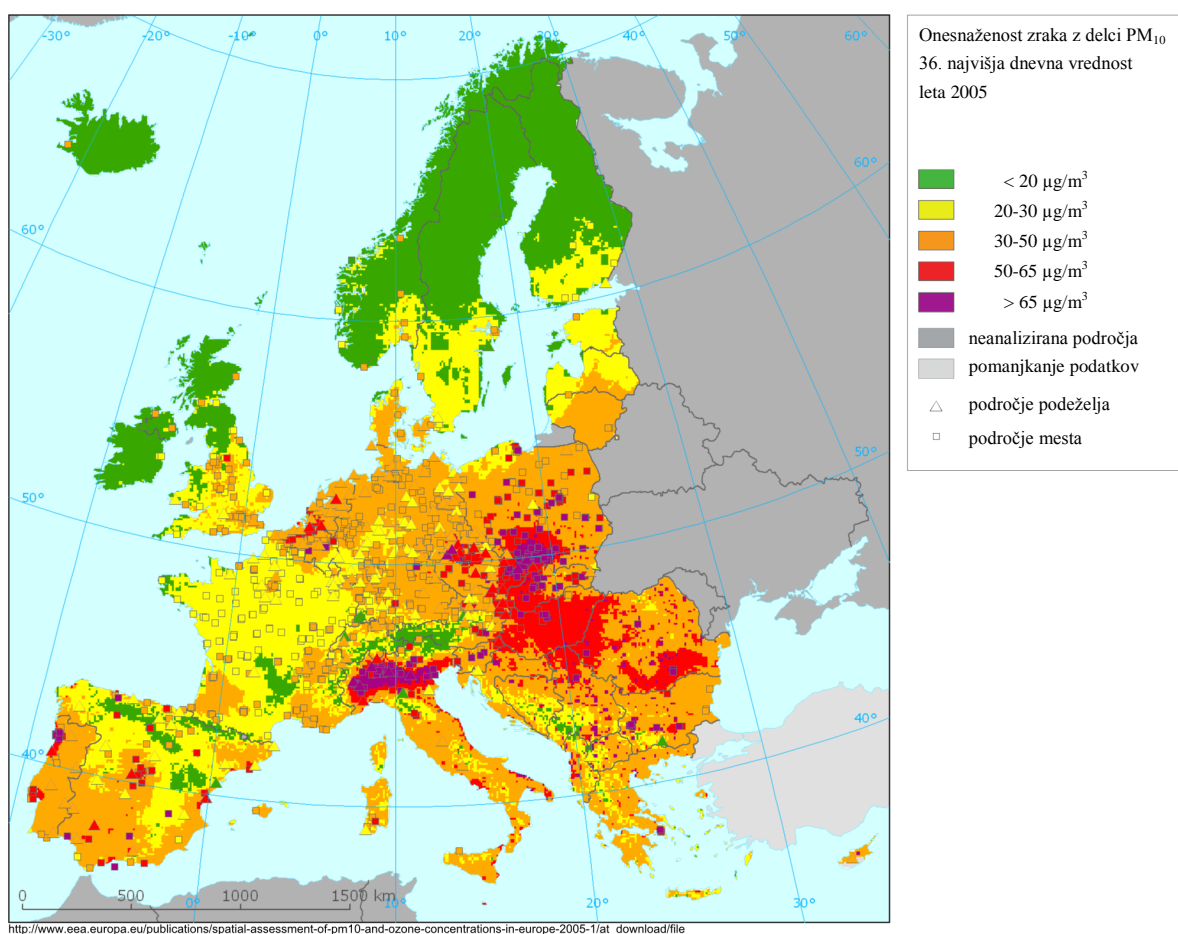 -30° -20° -10° 0° 10° 20° 30° 40° 50° 60°
60°
60°
50°
50°
40°
40°
0 500 1000 1500 km
0° 10° 20° 30°
http://www.eea.europa.eu/publications/spatial-assessment-of-pm10-and-ozone-concentrations-in-europe-2005-1/at_download/file
Onesnaženost zraka z delci PM₁₀
36. najvišja dnevna vrednost
leta 2005
< 20 µg/m³
20-30 µg/m³
30-50 µg/m³
50-65 µg/m³
> 65 µg/m³
neanalizirana področja
pomanjkanje podatkov
področje podeželja
področje mesta